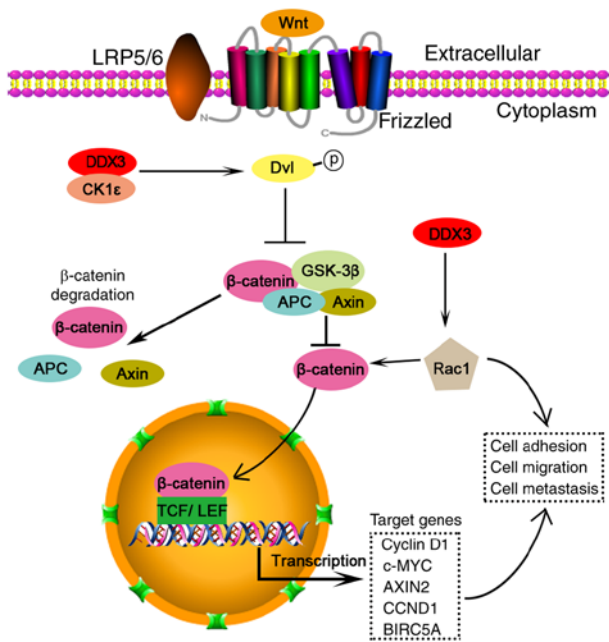 Wnt
LRP5/6
Extracellular
Cytoplasm
N
C
Frizzled
DDX3
CK1ε
Dvl
p
DDX3
β-catenin
GSK-3β
APC
Axin
β-catenin
degradation
β-catenin
APC
Axin
β-catenin
Rac1
Cell adhesion
Cell migration
Cell metastasis
β-catenin
TCF/ LEF
Transcription
Target genes
Cyclin D1
c-MYC
AXIN2
CCND1
BIRC5A